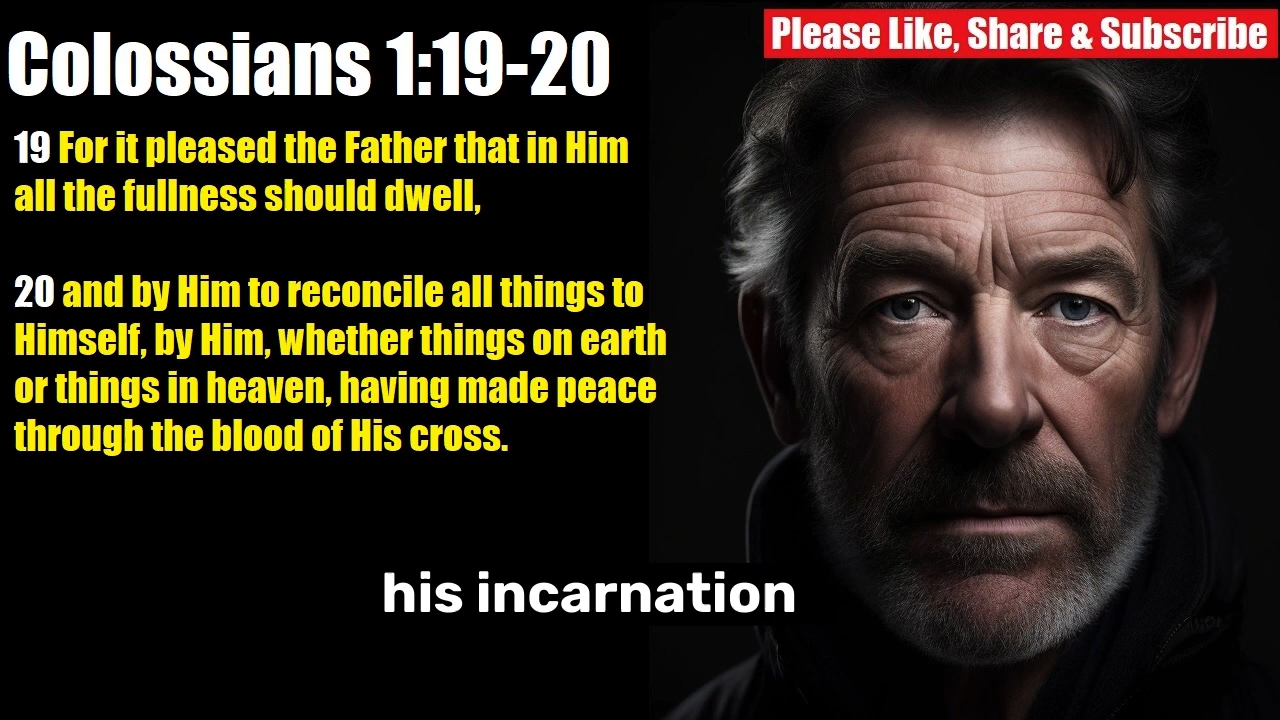 Please Like, Share & Subscribe
Colossians 1:19-20
19 For it pleased the Father that in Him
all the fullness should dwell,
20 and by Him to reconcile all things to
Himself, by Him, whether things on earth
or things in heaven, having made peace
through the blood of His cross.
his incarnation